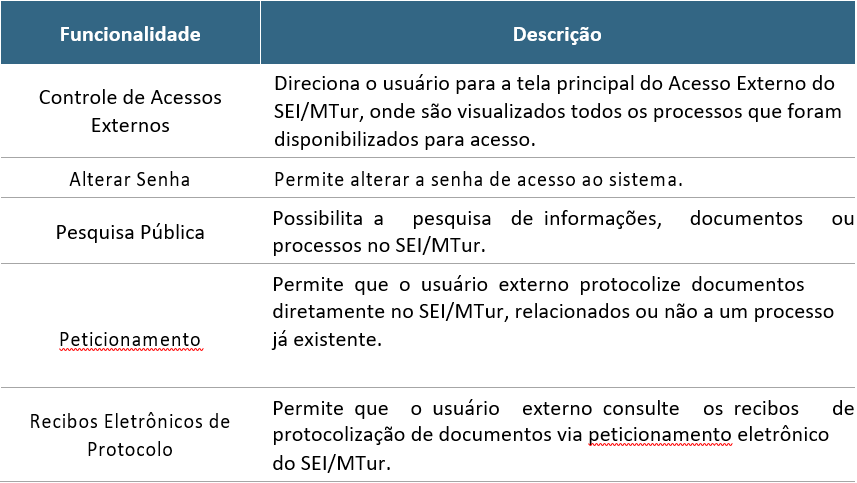 Funcionalidade
Descrição
Controle de Acessos
Externos
Direciona o usuário para a tela principal do Acesso Externo do
SEI/MTur, onde são visualizados todos os processos que foram
disponibilizados para acesso.
Alterar Senha
Permite alterar a senha de acesso ao sistema.
Pesquisa Pública
Possibilita a pesquisa de informações, documentos ou
processos no SEI/MTur.
Peticionamento
Permite que o usuário externo protocolize documentos
diretamente no SEI/MTur, relacionados ou não a um processo
já existente.
Recibos Eletrônicos de
Protocolo
Permite que o usuário externo consulte os recibos de
protocolização de documentos via peticionamento eletrônico
do SEI/MTur.